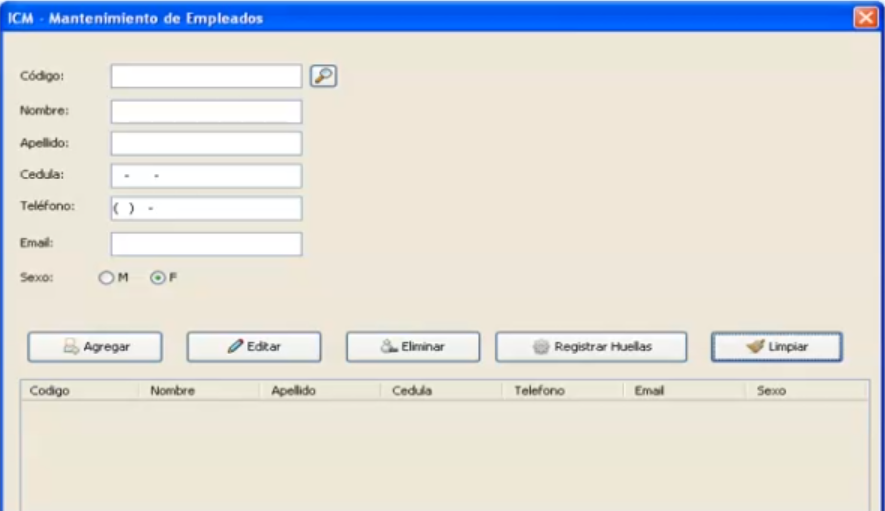 ICM - Mantenimiento de Empleados
Código:
Nombre:
Apellido:
Cedula: - -
Teléfono: ( ) -
Email:
Sexo: M F
Agregar Editar Eliminar Registrar Huellas Limpiar
Codigo Nombre Apellido Cedula Telefono Email Sexo